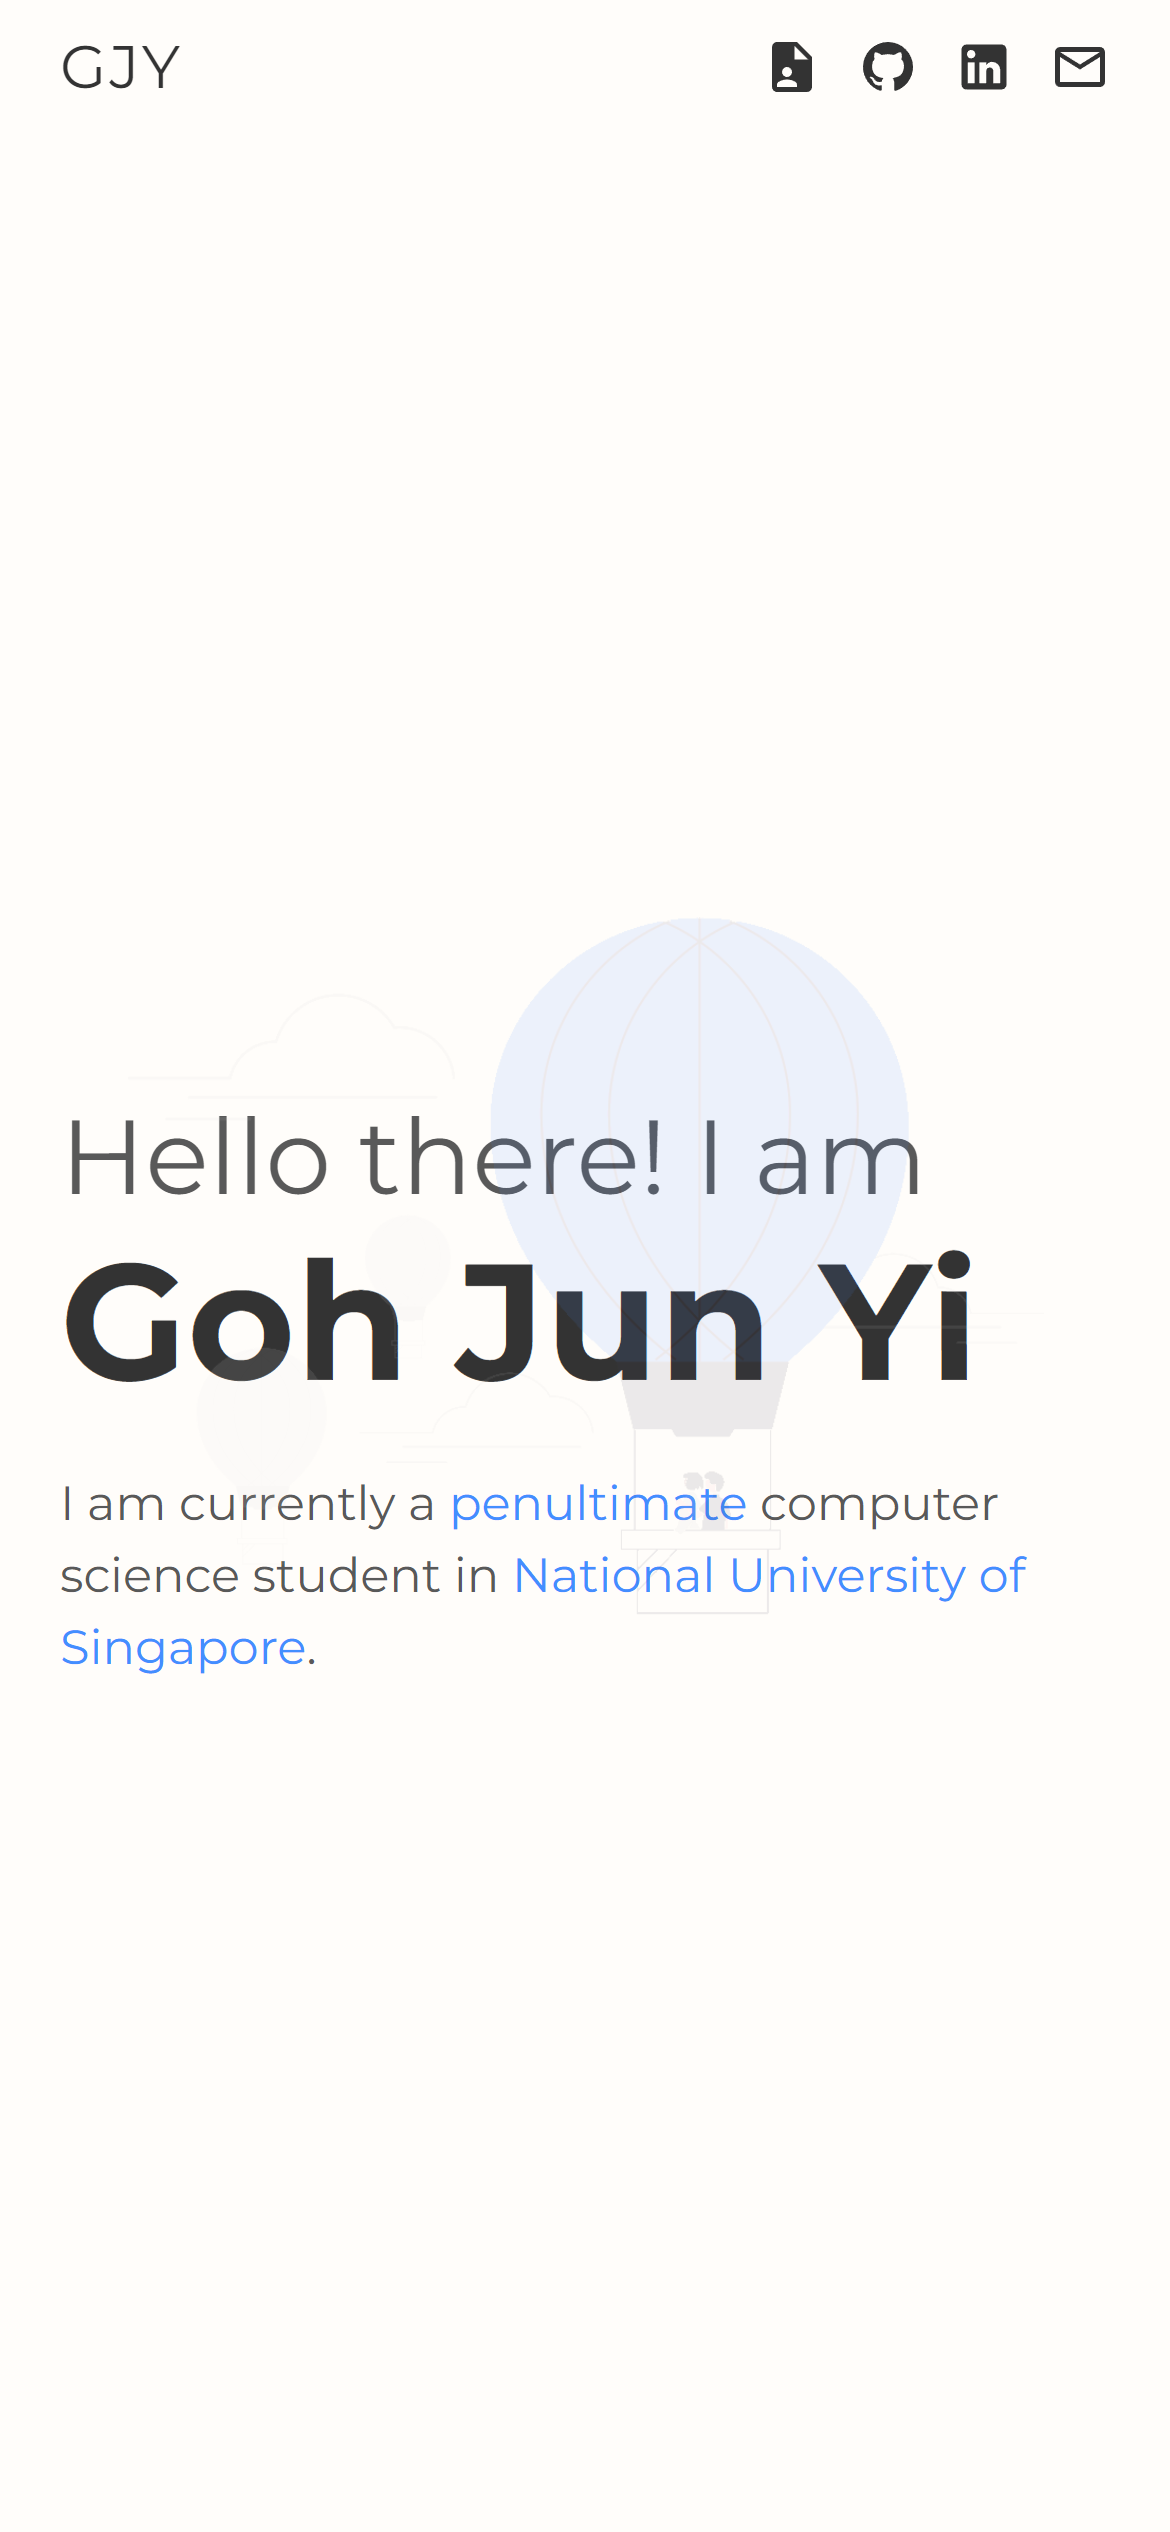 GJY
Hello there! I am
Goh Jun Yi
I am currently a penultimate computer
science student in National University of
Singapore.